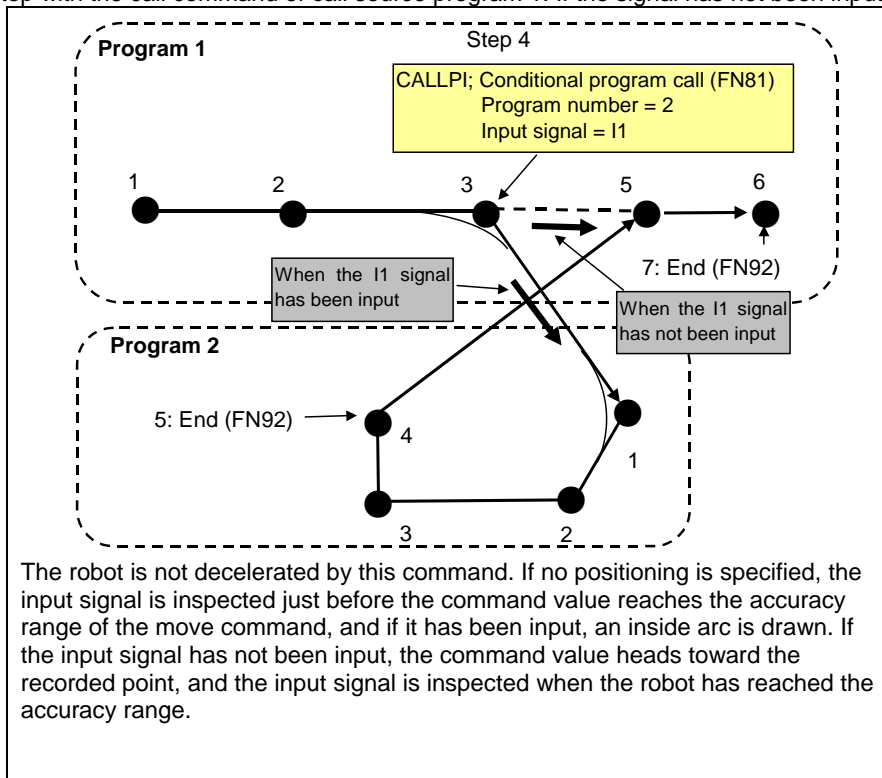 top with the call command of call source program 1. If the signal has not been input
Program 1
Step 4
CALLPI; Conditional program call (FN81)
Program number = 2
Input signal = I1
1
2
3
5
6
7: End (FN92)
When the I1 signal
has been input
When the I1 signal
has not been input
Program 2
5: End (FN92)
4
1
3
2
The robot is not decelerated by this command. If no positioning is specified, the
input signal is inspected just before the command value reaches the accuracy
range of the move command, and if it has been input, an inside arc is drawn. If
the input signal has not been input, the command value heads toward the
recorded point, and the input signal is inspected when the robot has reached the
accuracy range.